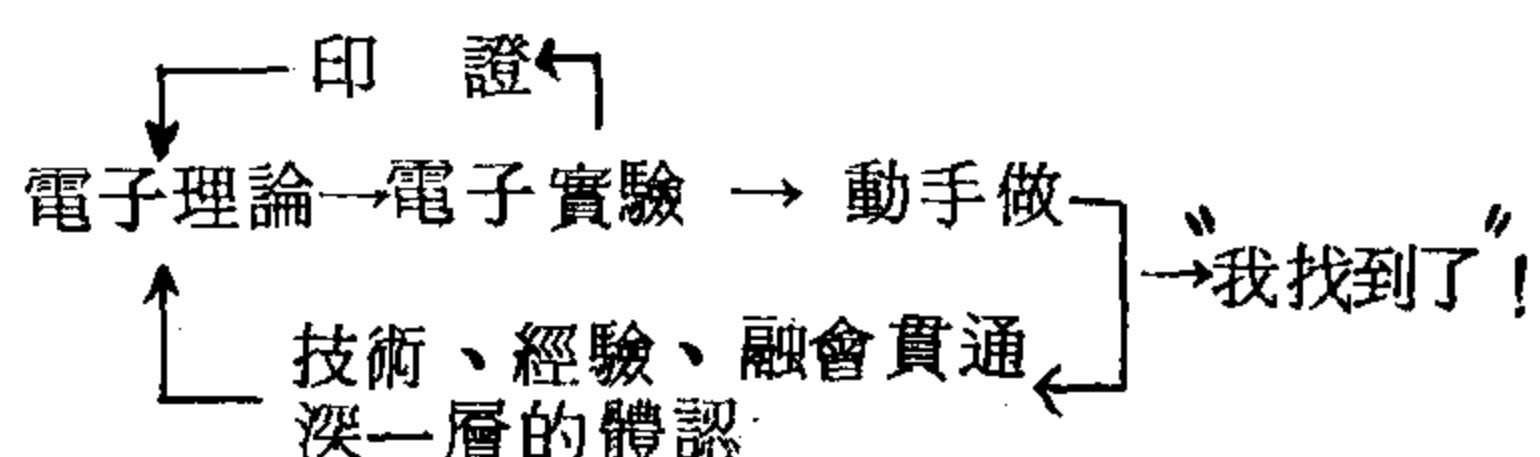 印 證
電子理論→電子實驗 → 動手做
→"我找到了"!
技術、經驗、融會貫通
深一層的體認